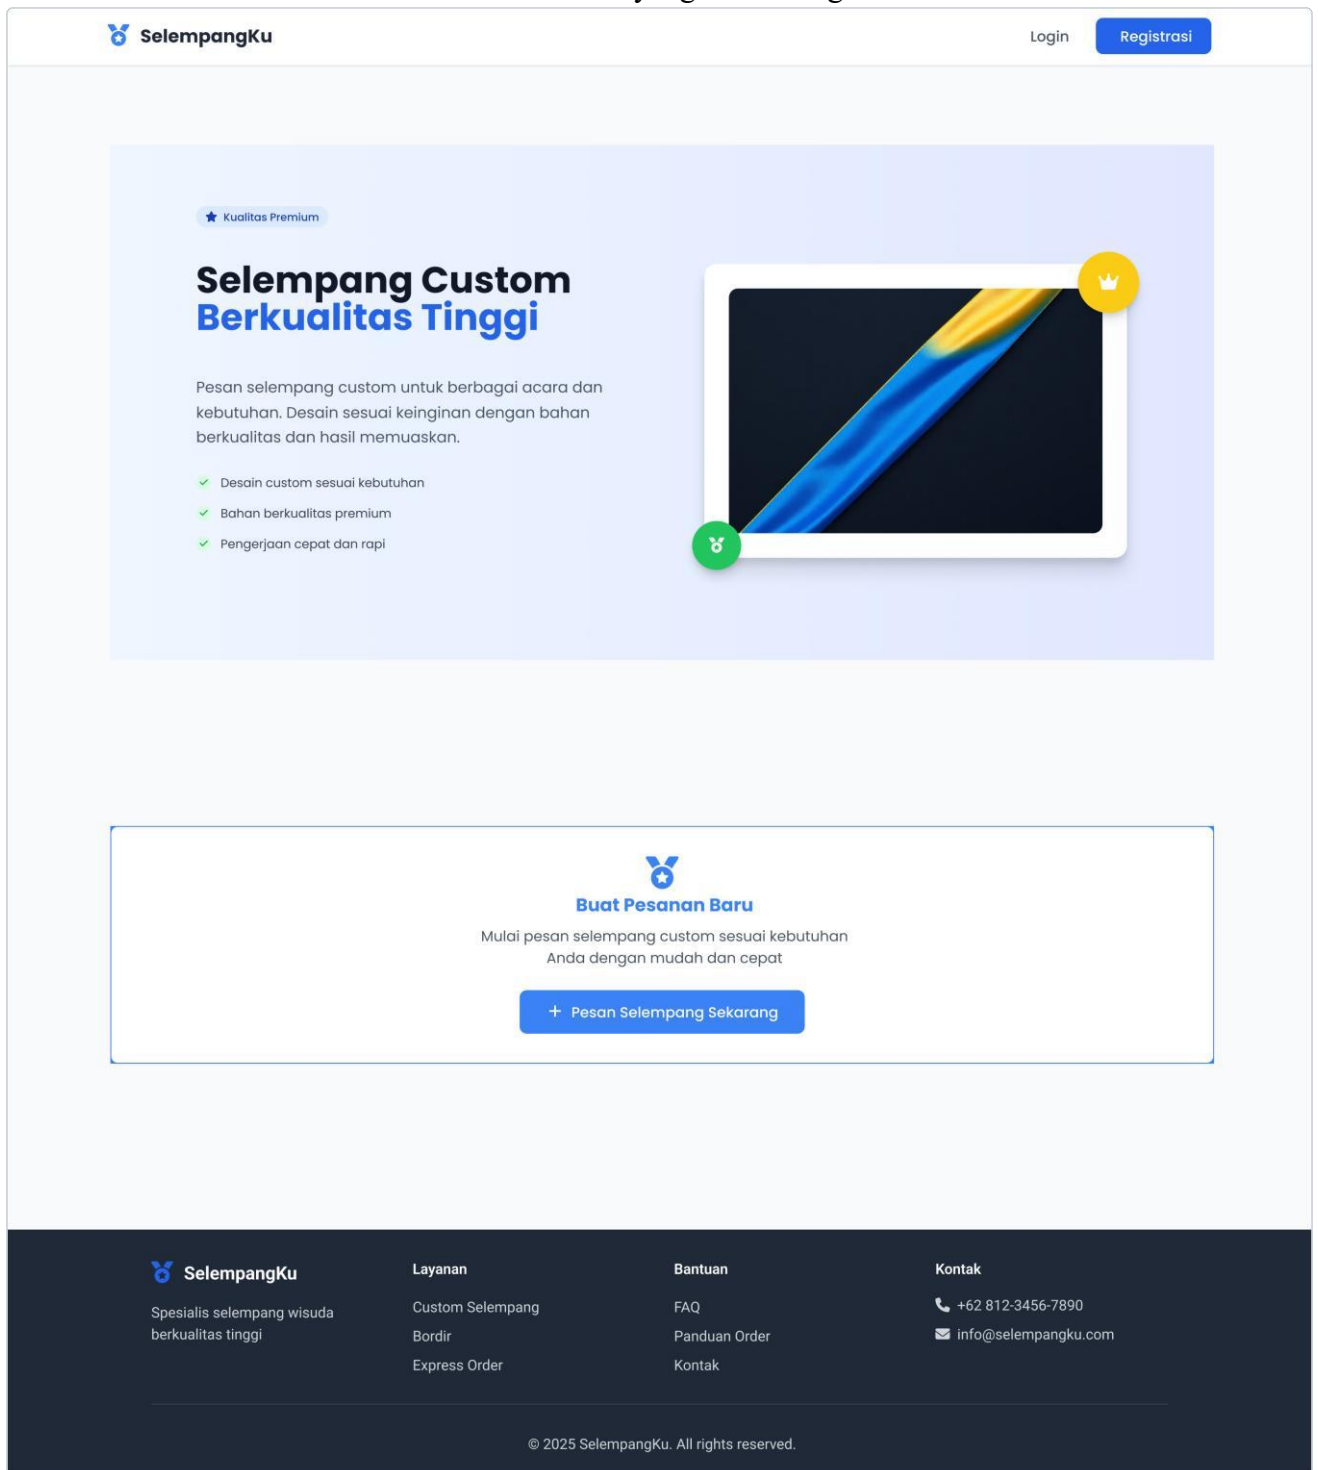 SelempangKu
Login
Registrasi
Kualitas Premium
Selempang Custom
Berkualitas Tinggi
Pesan selempang custom untuk berbagai acara dan
kebutuhan. Desain sesuai keinginan dengan bahan
berkualitas dan hasil memuaskan.
Desain custom sesuai kebutuhan
Bahan berkualitas premium
Pengerjaan cepat dan rapi
Buat Pesanan Baru
Mulai pesan selempang custom sesuai kebutuhan
Anda dengan mudah dan cepat
+ Pesan Selempang Sekarang
SelempangKu
Spesialis selempang wisuda
berkualitas tinggi
Layanan
Custom Selempang
Bordir
Express Order
Bantuan
FAQ
Panduan Order
Kontak
Kontak
+62 812-3456-7890
info@selempangku.com
© 2025 SelempangKu. All rights reserved.